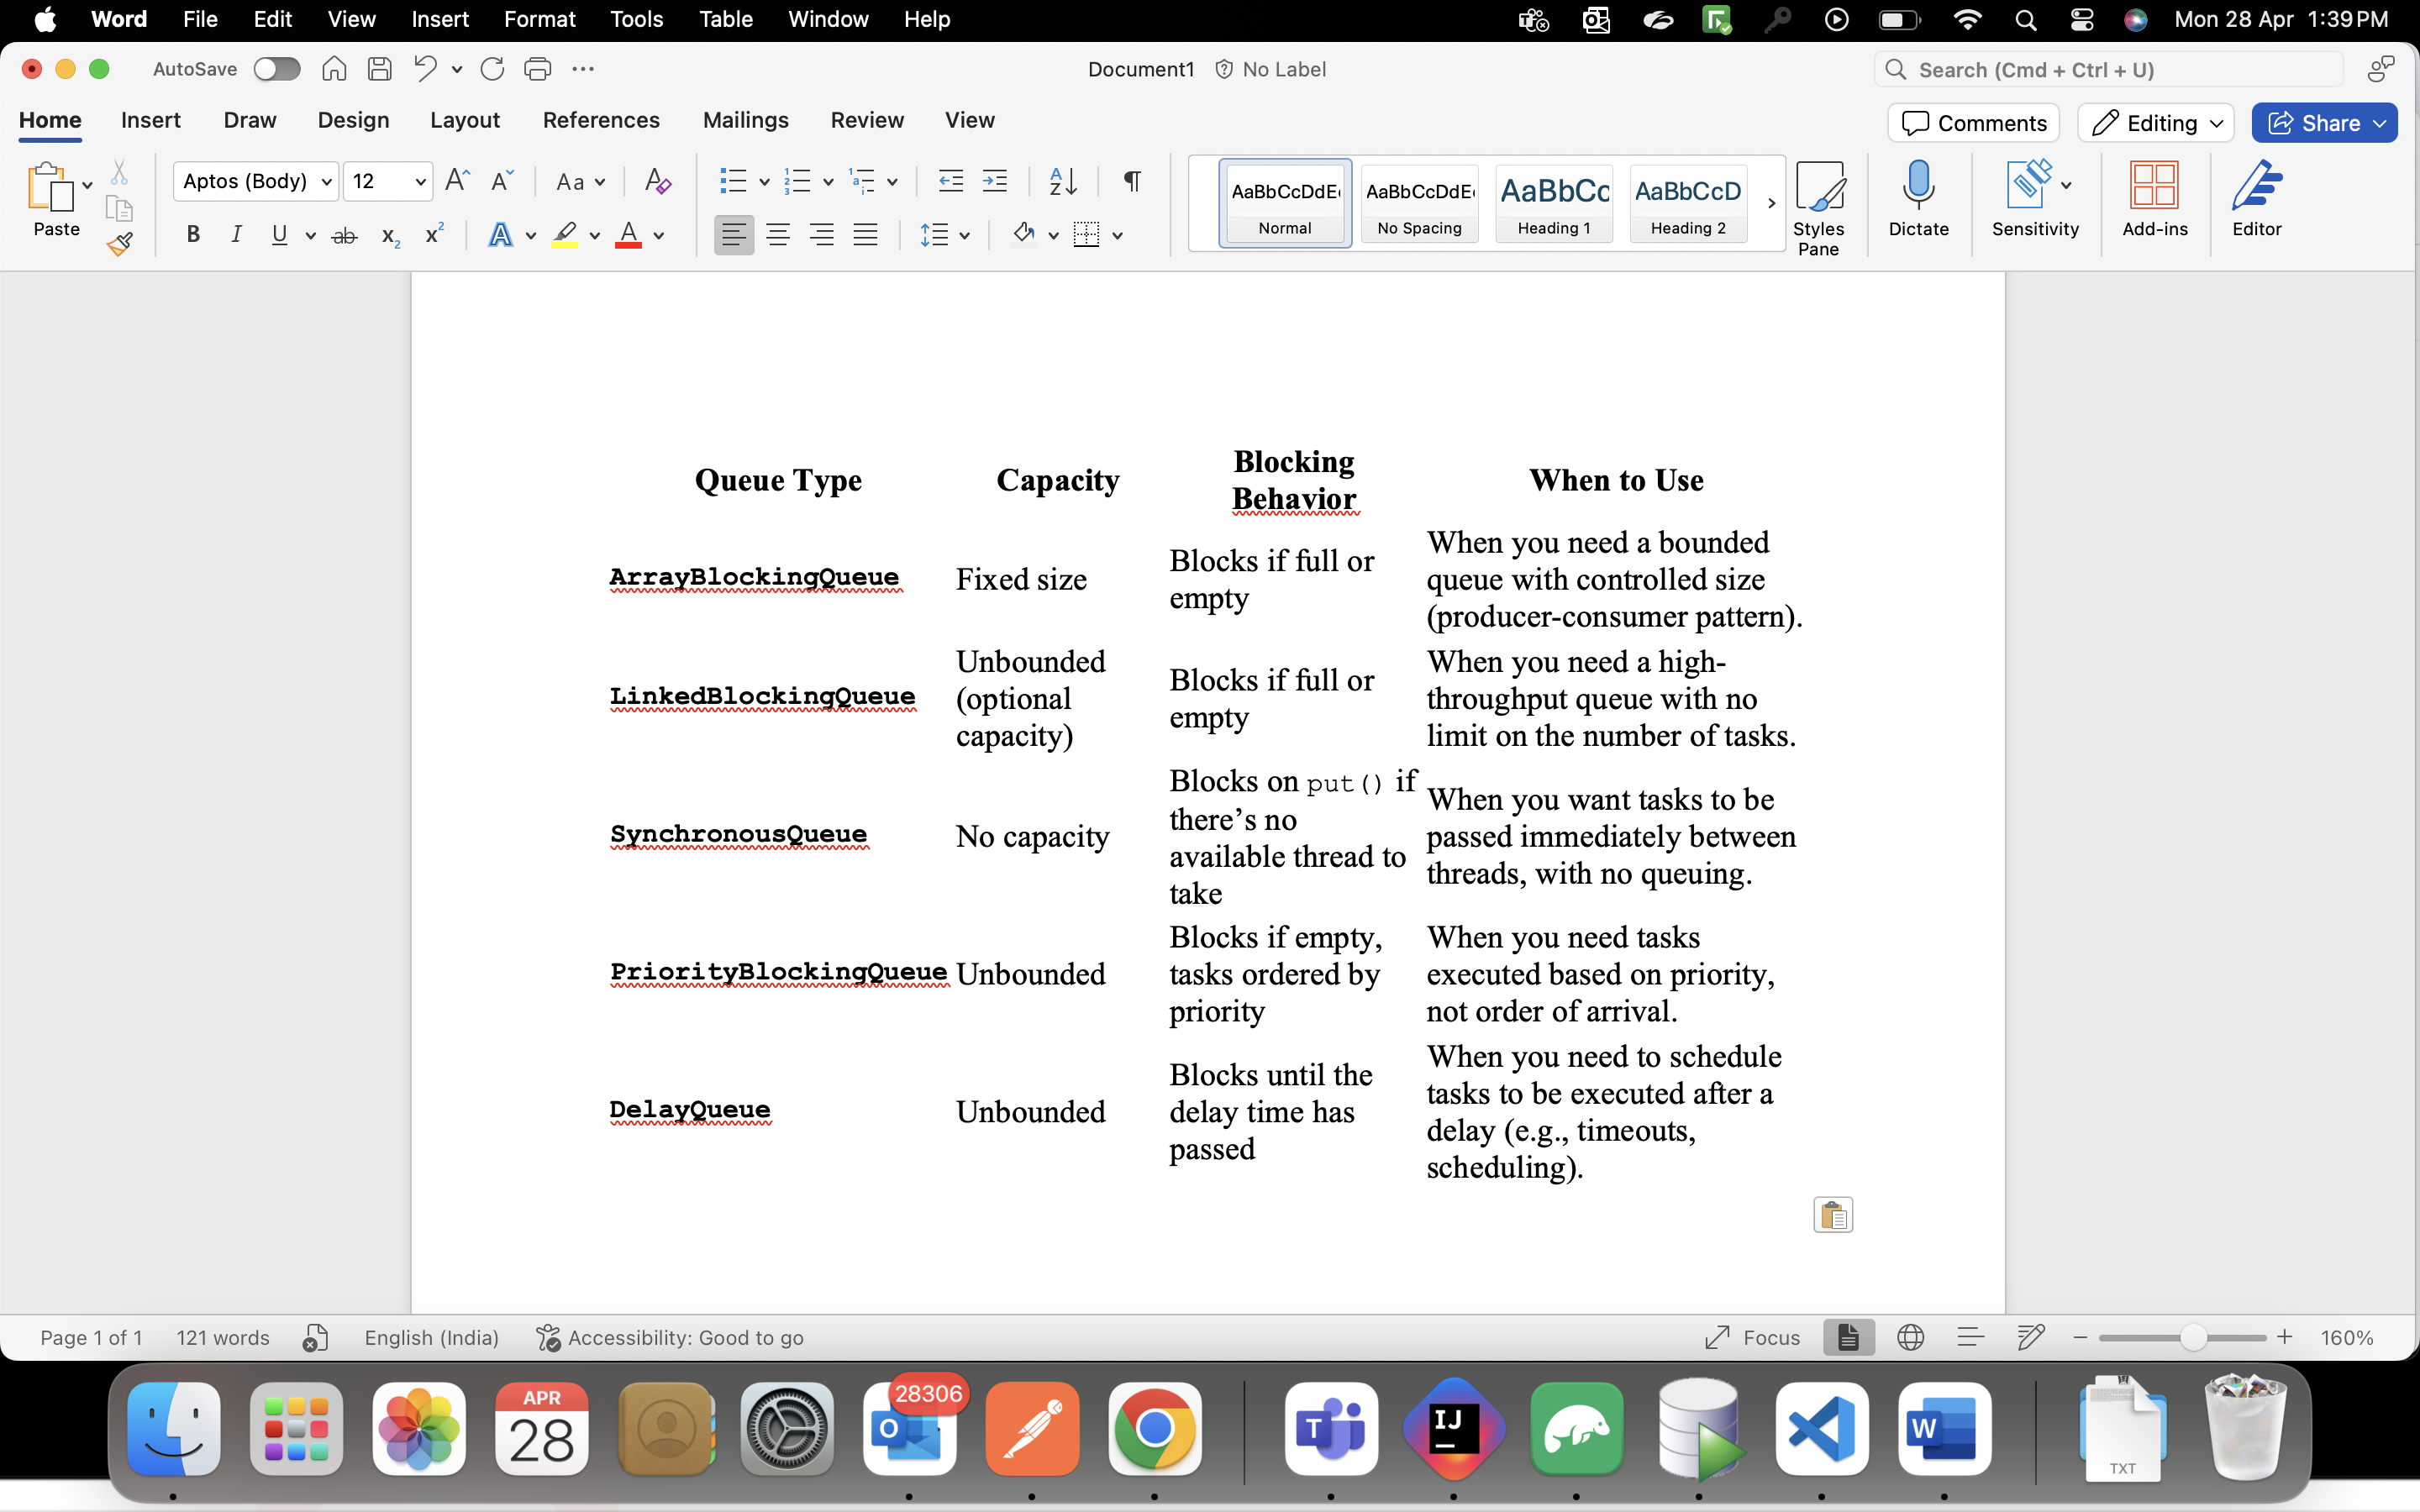 Word File Edit View Insert Format Tools Table Window Help Mon 28 Apr 1:39 PM
AutoSave Document1 No Label Search (Cmd + Ctrl + U)
Home Insert Draw Design Layout References Mailings Review View Comments Editing Share
Paste
Aptos (Body) 12
AaBbCcDdE
Normal
AaBbCcDdE
No Spacing
AaBbCc
Heading 1
AaBbCcD
Heading 2
Styles
Pane
Dictate
Sensitivity
Add-ins
Editor
Queue Type Capacity Blocking
Behavior When to Use
ArrayBlockingQueue
Fixed size
Blocks if full or
empty
When you need a bounded
queue with controlled size
(producer-consumer pattern).
LinkedBlockingQueue
Unbounded
(optional
capacity)
Blocks if full or
empty
When you need a high-
throughput queue with no
limit on the number of tasks.
SynchronousQueue
No capacity
Blocks on put() if
there’s no
available thread to
take
When you want tasks to be
passed immediately between
threads, with no queuing.
PriorityBlockingQueue
Unbounded
Blocks if empty,
tasks ordered by
priority
When you need tasks
executed based on priority,
not order of arrival.
DelayQueue
Unbounded
Blocks until the
delay time has
passed
When you need to schedule
tasks to be executed after a
delay (e.g., timeouts,
scheduling).
Page 1 of 1 121 words English (India) Accessibility: Good to go Focus 160%
APR
28
28306
O
T
IJ
W
TXT